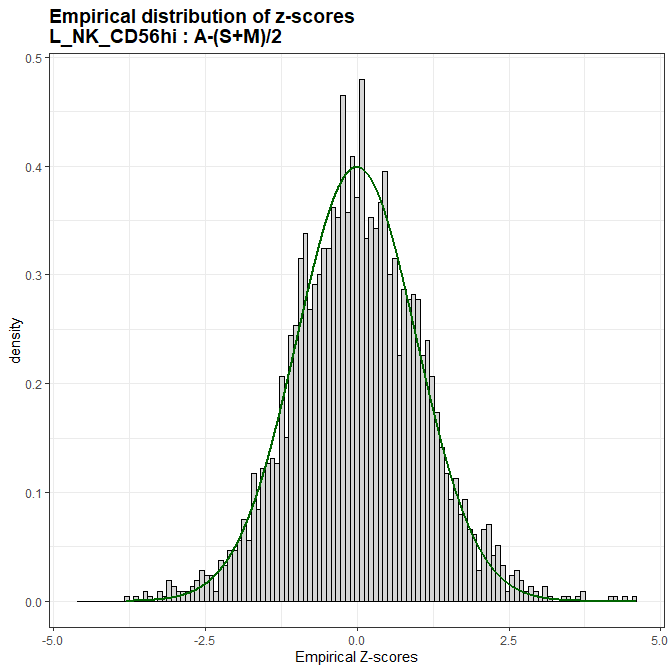 Empirical distribution of z-scores
L_NK_CD56hi : A-(S+M)/2
0.5
0.4
0.3
0.2
0.1
0.0
density
-5.0 -2.5 0.0 2.5 5.0
Empirical Z-scores